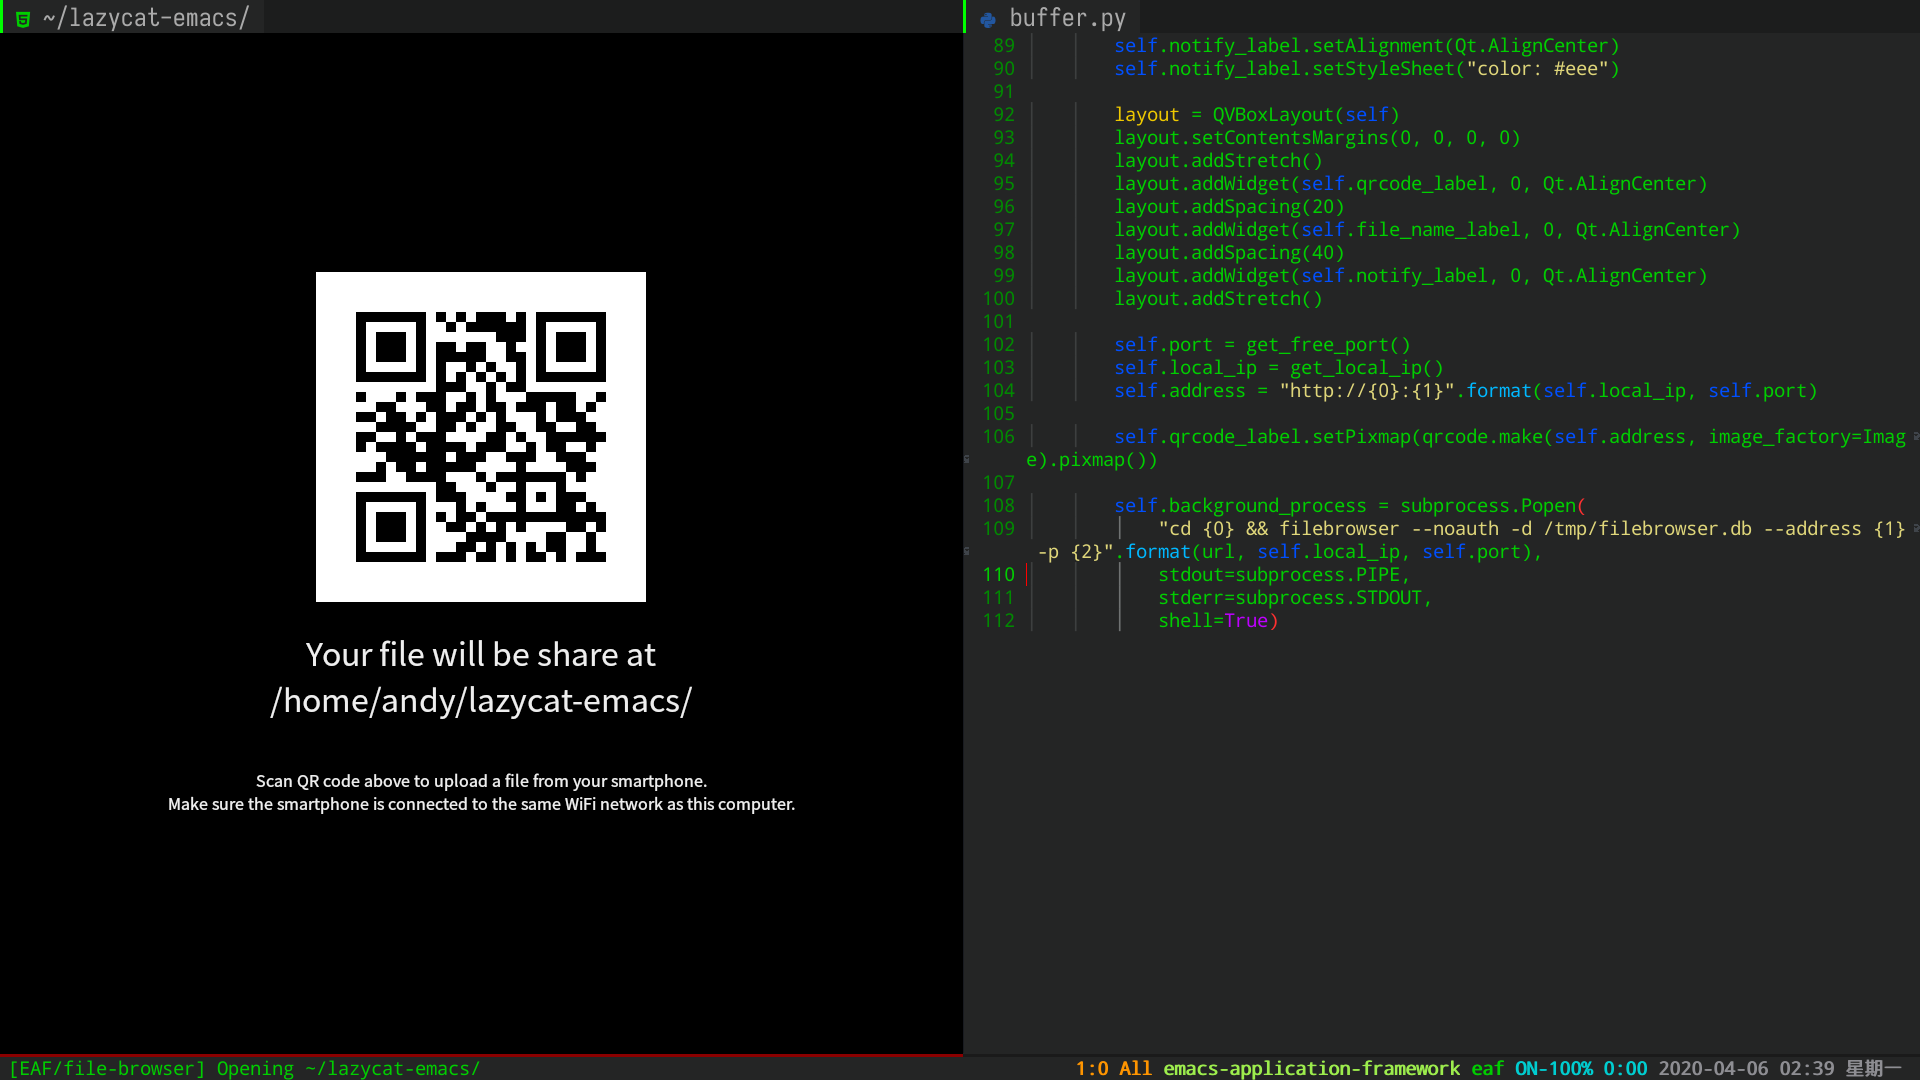 ~/lazycat-emacs/
Your file will be share at
/home/andy/lazycat-emacs/
Scan QR code above to upload a file from your smartphone.
Make sure the smartphone is connected to the same WiFi network as this computer.
buffer.py
89 self.notify_label.setAlignment(Qt.AlignCenter)
90 self.notify_label.setStyleSheet("color: #eee")
91
92 layout = QVBoxLayout(self)
93 layout.setContentsMargins(0, 0, 0, 0)
94 layout.addStretch()
95 layout.addWidget(self.qrcode_label, 0, Qt.AlignCenter)
96 layout.addSpacing(20)
97 layout.addWidget(self.file_name_label, 0, Qt.AlignCenter)
98 layout.addSpacing(40)
99 layout.addWidget(self.notify_label, 0, Qt.AlignCenter)
100 layout.addStretch()
101
102 self.port = get_free_port()
103 self.local_ip = get_local_ip()
104 self.address = "http://{0}:{1}".format(self.local_ip, self.port)
105
106 self.qrcode_label.setPixmap(qrcode.make(self.address, image_factory=Imag
e).pixmap())
107
108 self.background_process = subprocess.Popen(
109 "cd {0} && filebrowser --noauth -d /tmp/filebrowser.db --address {1}
-p {2}".format(url, self.local_ip, self.port),
110 stdout=subprocess.PIPE,
111 stderr=subprocess.STDOUT,
112 shell=True)
[EAF/file-browser] Opening ~/lazycat-emacs/
1:0 All emacs-application-framework eaf ON-100% 0:00 2020-04-06 02:39 星期一